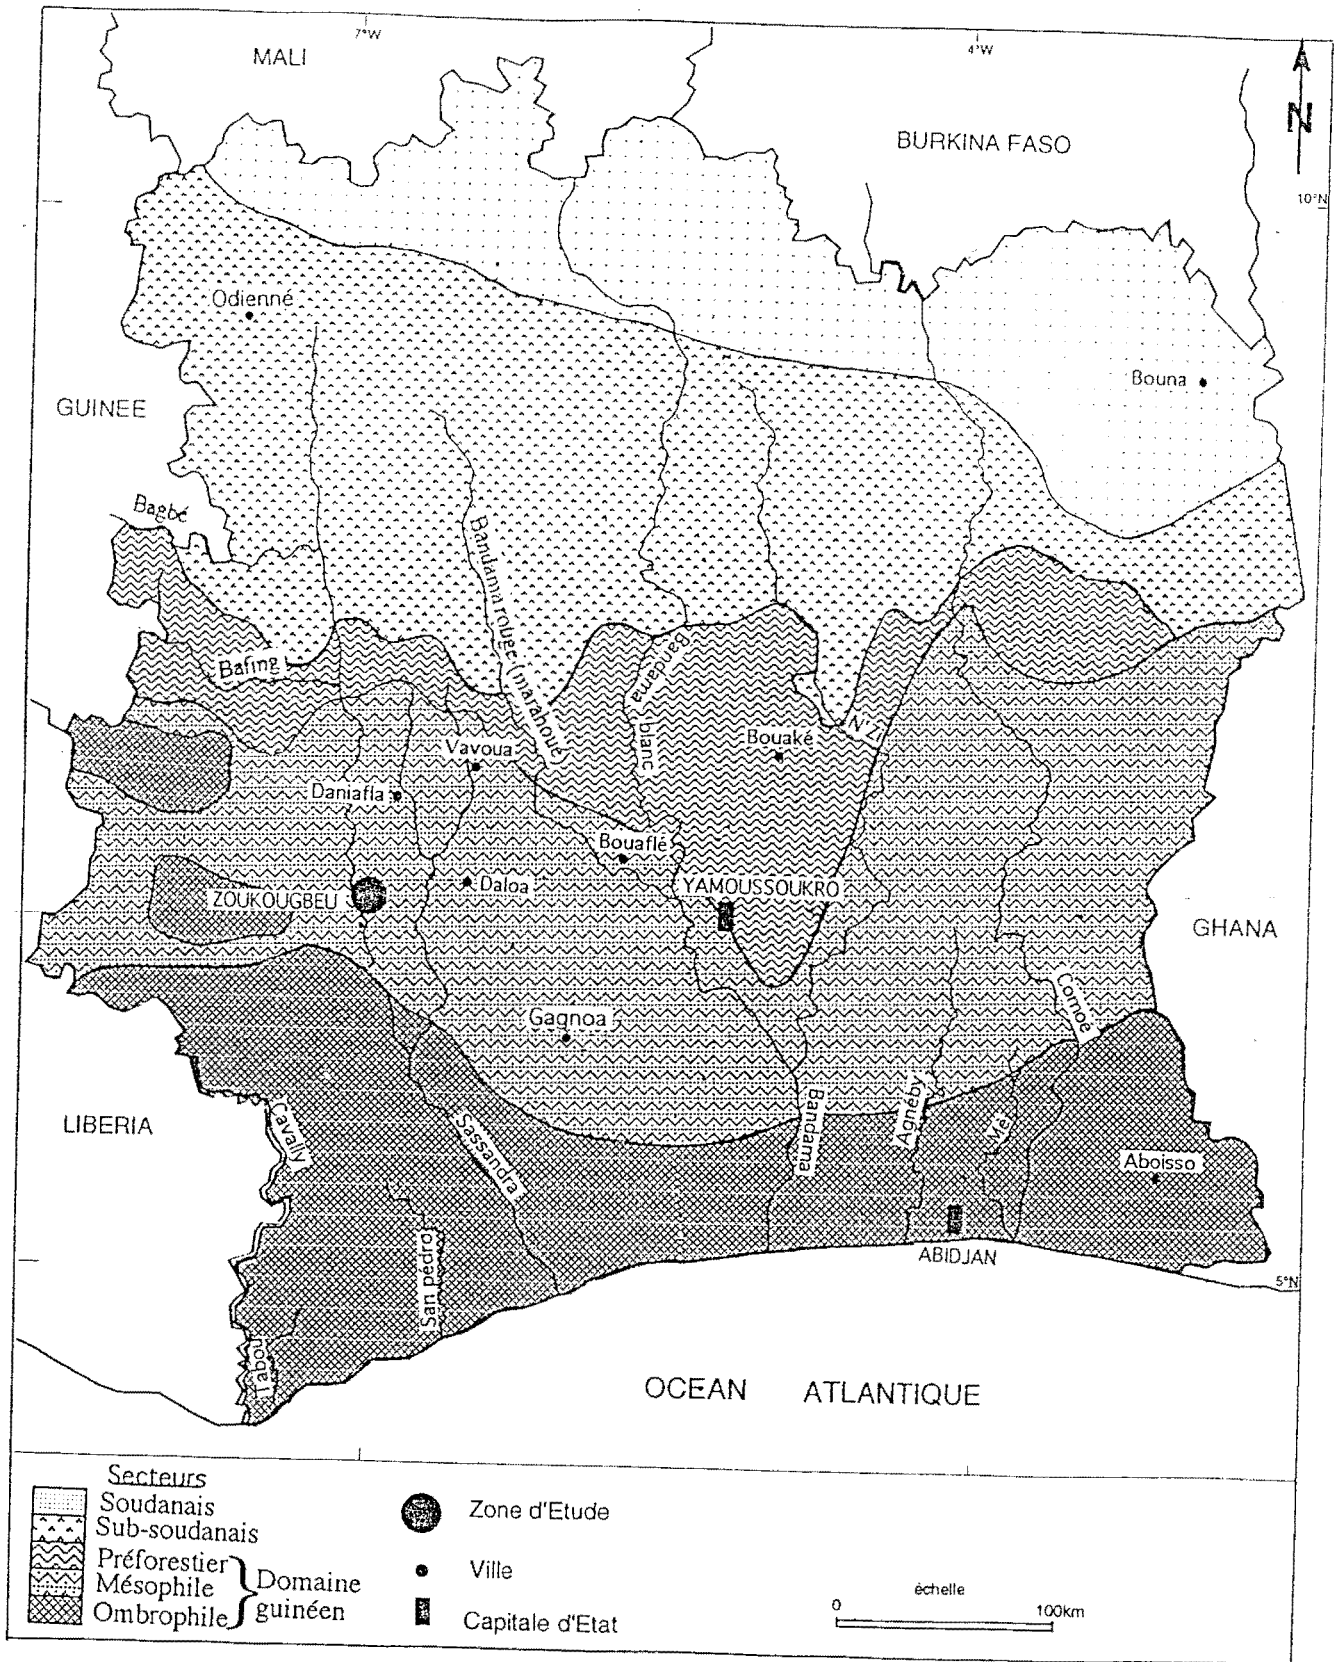 7°W
4°W
MALI
N
BURKINA FASO
10°N
Odienné
Bouna
GUINEE
Bagbé
Bandama rouge (marahoué
Bafing
Bandama
blanc
N'Zi
Vavoua
Bouaké
Daniafla
Bouaflé
Daloa
YAMOUSSOUKRO
ZOUKOUGBEU
GHANA
Comoé
Gagnoa
LIBERIA
Cavally
Sassandra
Bandama
Agnéby
Mé
Aboisso
San pédro
ABIDJAN
5°N
Tabou
OCEAN ATLANTIQUE
Secteurs
Soudanais
Sub-soudanais
Préforestier
Mésophile
Ombrophile
Domaine
guinéen
Zone d'Etude
Ville
Capitale d'Etat
échelle
0 100km